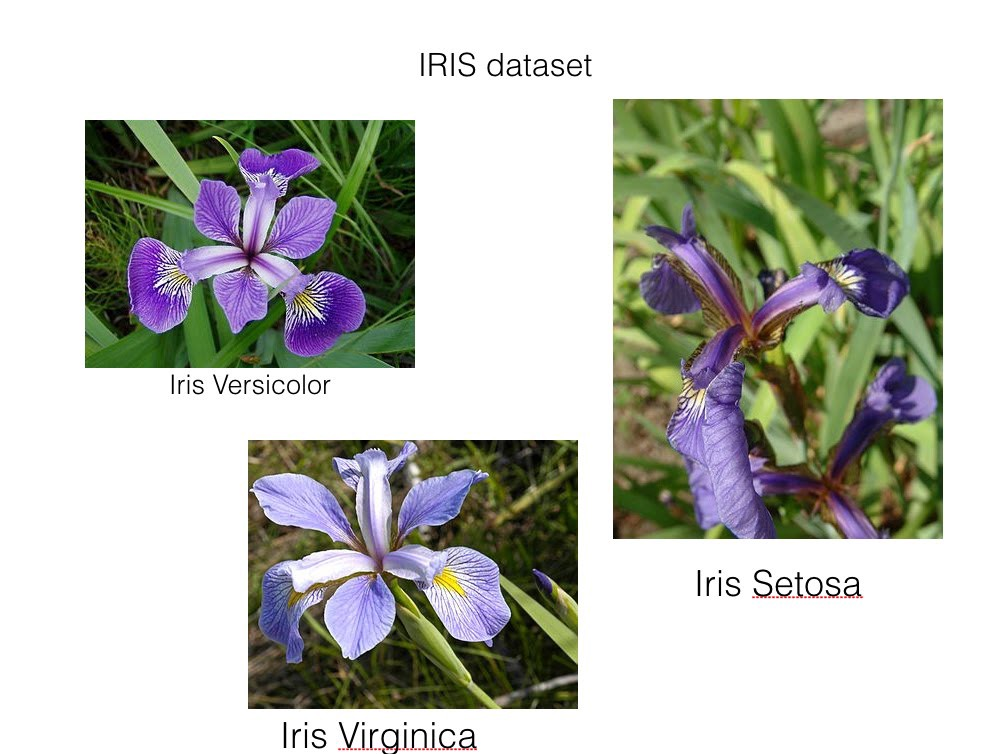 IRIS dataset
Iris Versicolor
Iris Setosa
Iris Virginica